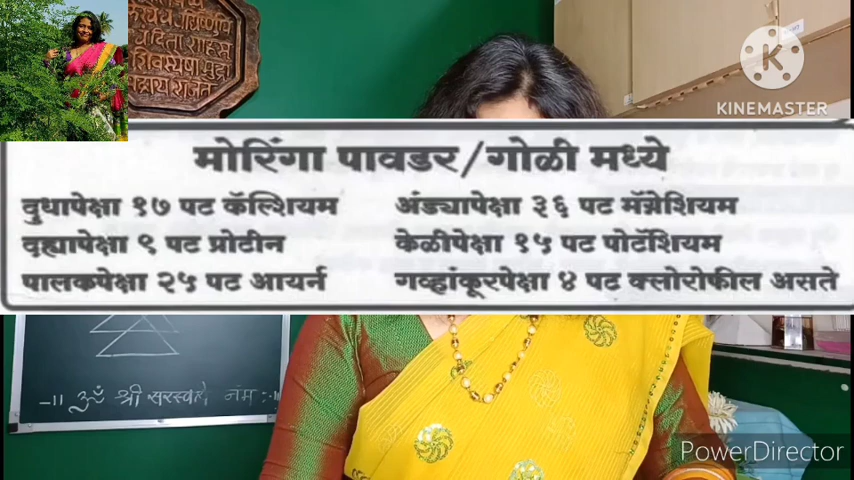 KINEMASTER
मोरिंगा पावडर/गोळी मध्ये
दुधापेक्षा १७ पट कॅल्शियम
अंड्यापेक्षा ३६ पट मॅग्नेशियम
दह्यापेक्षा ९ पट प्रोटीन
केळीपेक्षा १५ पट पोटॅशियम
पालकपेक्षा २५ पट आयर्न
गव्हांकूरपेक्षा ४ पट क्लोरोफील असते
ॐ श्री
PowerDirector